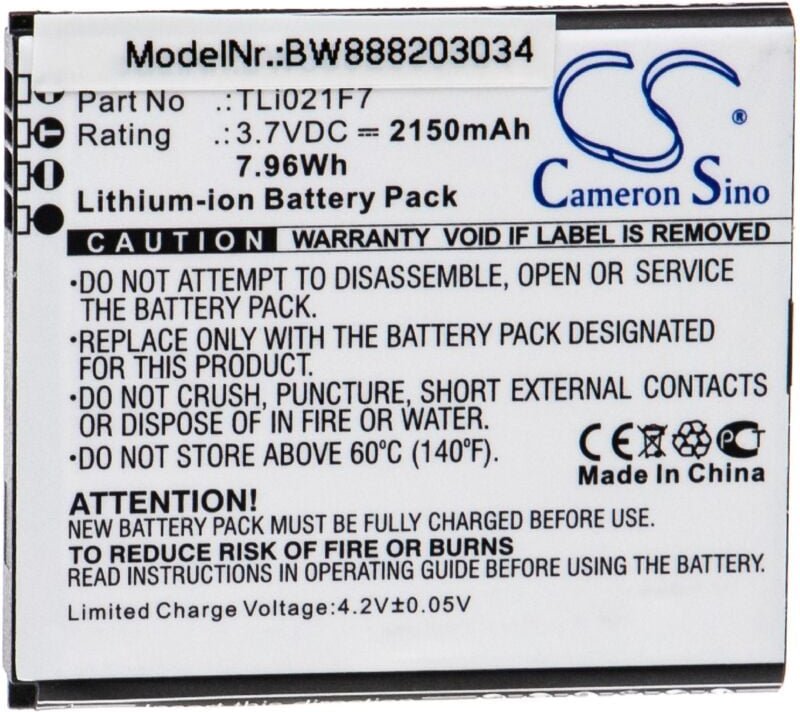 ModelNr.:BW888203034
Part No .:TLi021F7
Rating .:3.7VDC = 2150mAh
7.96Wh
Lithium-ion Battery Pack
CS ®
Cameron Sino
CAUTION WARRANTY VOID IF LABEL IS REMOVED
•DO NOT ATTEMPT TO DISASSEMBLE, OPEN OR SERVICE
THE BATTERY PACK.
•REPLACE ONLY WITH THE BATTERY PACK DESIGNATED
FOR THIS PRODUCT.
•DO NOT CRUSH, PUNCTURE, SHORT EXTERNAL CONTACTS
OR DISPOSE OF IN FIRE OR WATER.
•DO NOT STORE ABOVE 60°C (140°F).
CE PCT
Made In China
ATTENTION!
NEW BATTERY PACK MUST BE FULLY CHARGED BEFORE USE.
TO REDUCE RISK OF FIRE OR BURNS
READ INSTRUCTIONS IN OPERATING GUIDE BEFORE USING THE BATTERY.
Limited Charge Voltage:4.2V±0.05V